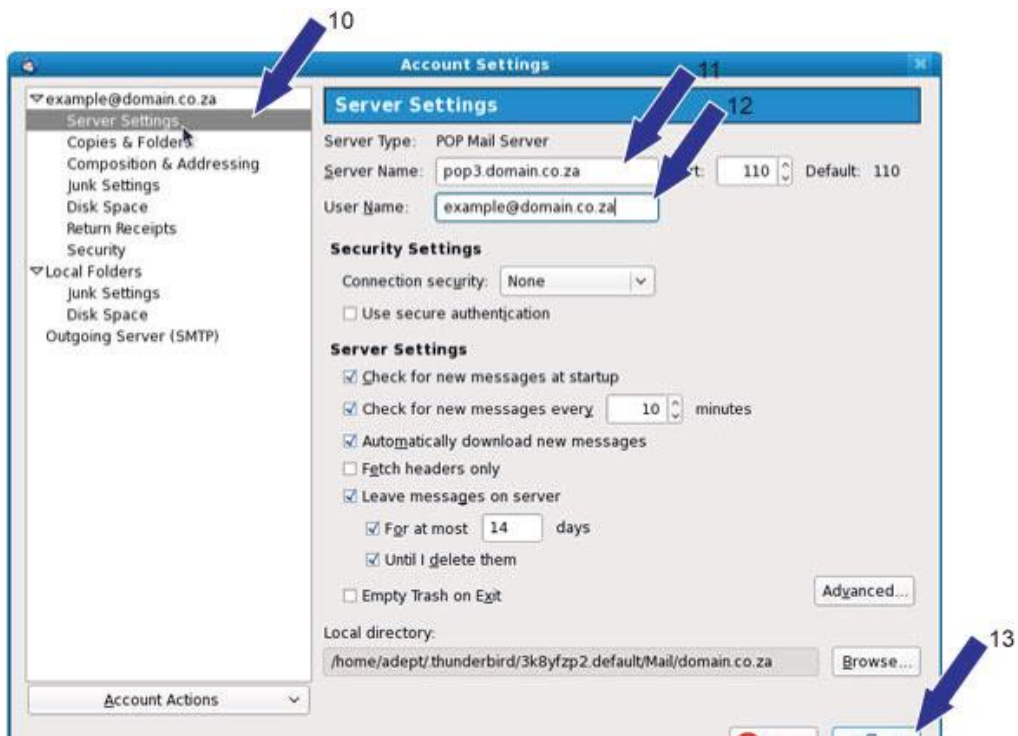 10
Account Settings
11
example@domain.co.za
Server Settings
Copies & Folders
Composition & Addressing
Junk Settings
Disk Space
Return Receipts
Security
Local Folders
Junk Settings
Disk Space
Outgoing Server (SMTP)
Account Actions
Server Settings
12
Server Type: POP Mail Server
Server Name: pop3.domain.co.za 110 Default: 110
User Name: example@domain.co.za
Security Settings
Connection security: None
Use secure authentication
Server Settings
Check for new messages at startup
Check for new messages every 10 minutes
Automatically download new messages
Fetch headers only
Leave messages on server
For at most 14 days
Until I delete them
Empty Trash on Exit
Advanced...
Local directory:
/home/adept/.thunderbird/3k8yfzp2.default/Mail/domain.co.za Browse...
13